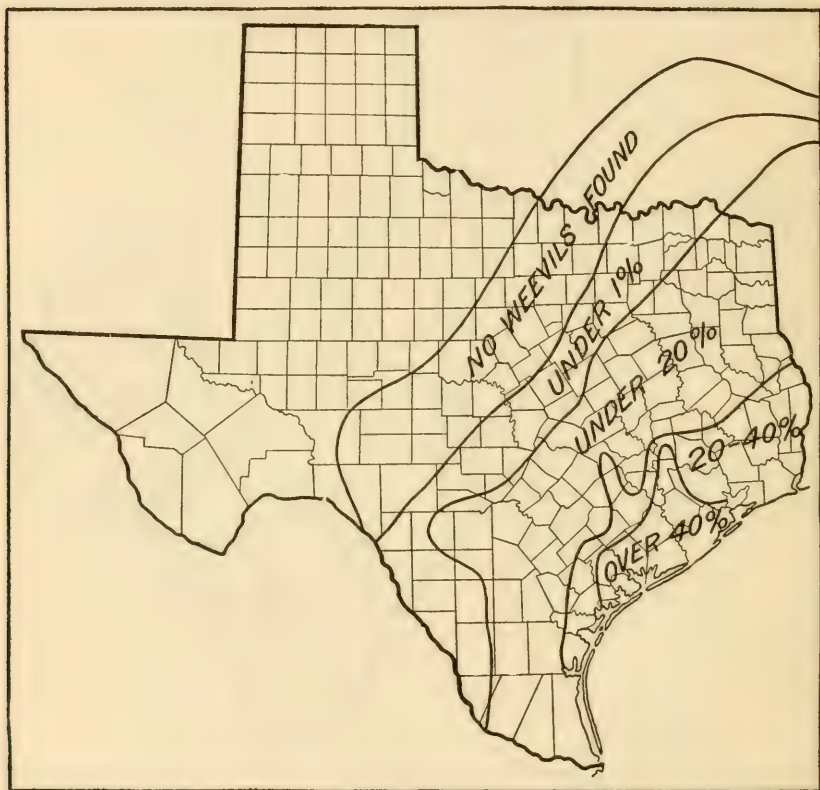 NO WEEVILS FOUND
UNDER 1%
UNDER 20%
20-40%
OVER 40%